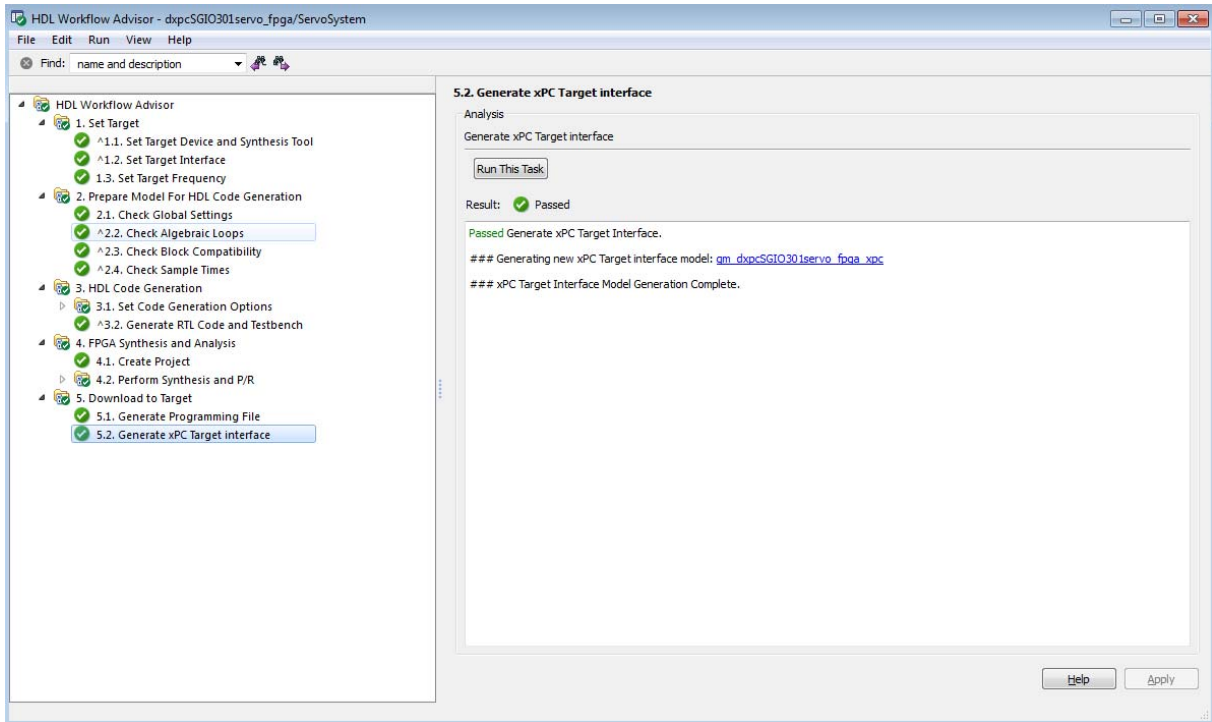 HDL Workflow Advisor - dxpcSGIO301servo_fpga/ServoSystem
File Edit Run View Help
Find: name and description
HDL Workflow Advisor
1. Set Target
^1.1. Set Target Device and Synthesis Tool
^1.2. Set Target Interface
1.3. Set Target Frequency
2. Prepare Model For HDL Code Generation
2.1. Check Global Settings
^2.2. Check Algebraic Loops
^2.3. Check Block Compatibility
^2.4. Check Sample Times
3. HDL Code Generation
3.1. Set Code Generation Options
^3.2. Generate RTL Code and Testbench
4. FPGA Synthesis and Analysis
4.1. Create Project
4.2. Perform Synthesis and P/R
5. Download to Target
5.1. Generate Programming File
5.2. Generate xPC Target interface
5.2. Generate xPC Target interface
Analysis
Generate xPC Target interface
Run This Task
Result: Passed
Passed Generate xPC Target Interface.
### Generating new xPC Target interface model: gm_dxpcSGIO301servo_fpga_xpc
### xPC Target Interface Model Generation Complete.
Help Apply